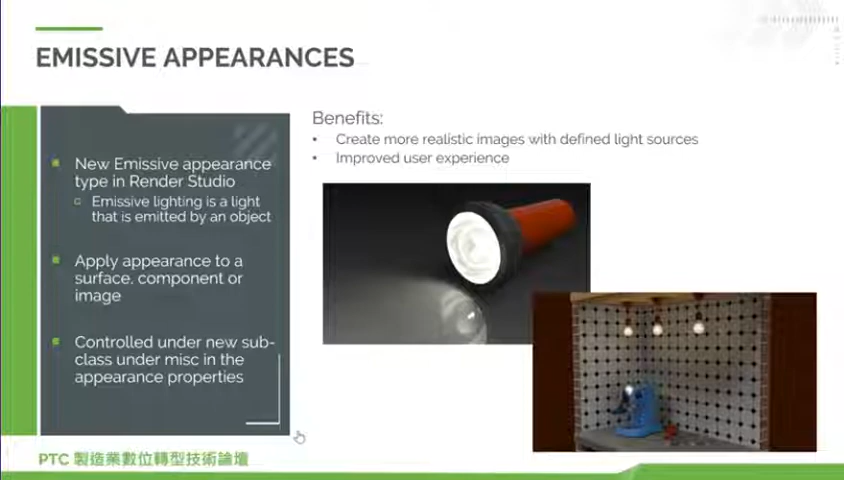 EMISSIVE APPEARANCES
New Emissive appearance
type in Render Studio
Emissive lighting is a light
that is emitted by an object
Apply appearance to a
surface, component or
image
Controlled under new sub-
class under misc in the
appearance properties
Benefits:
Create more realistic images with defined light sources
Improved user experience
PTC 製造業數位轉型技術論壇